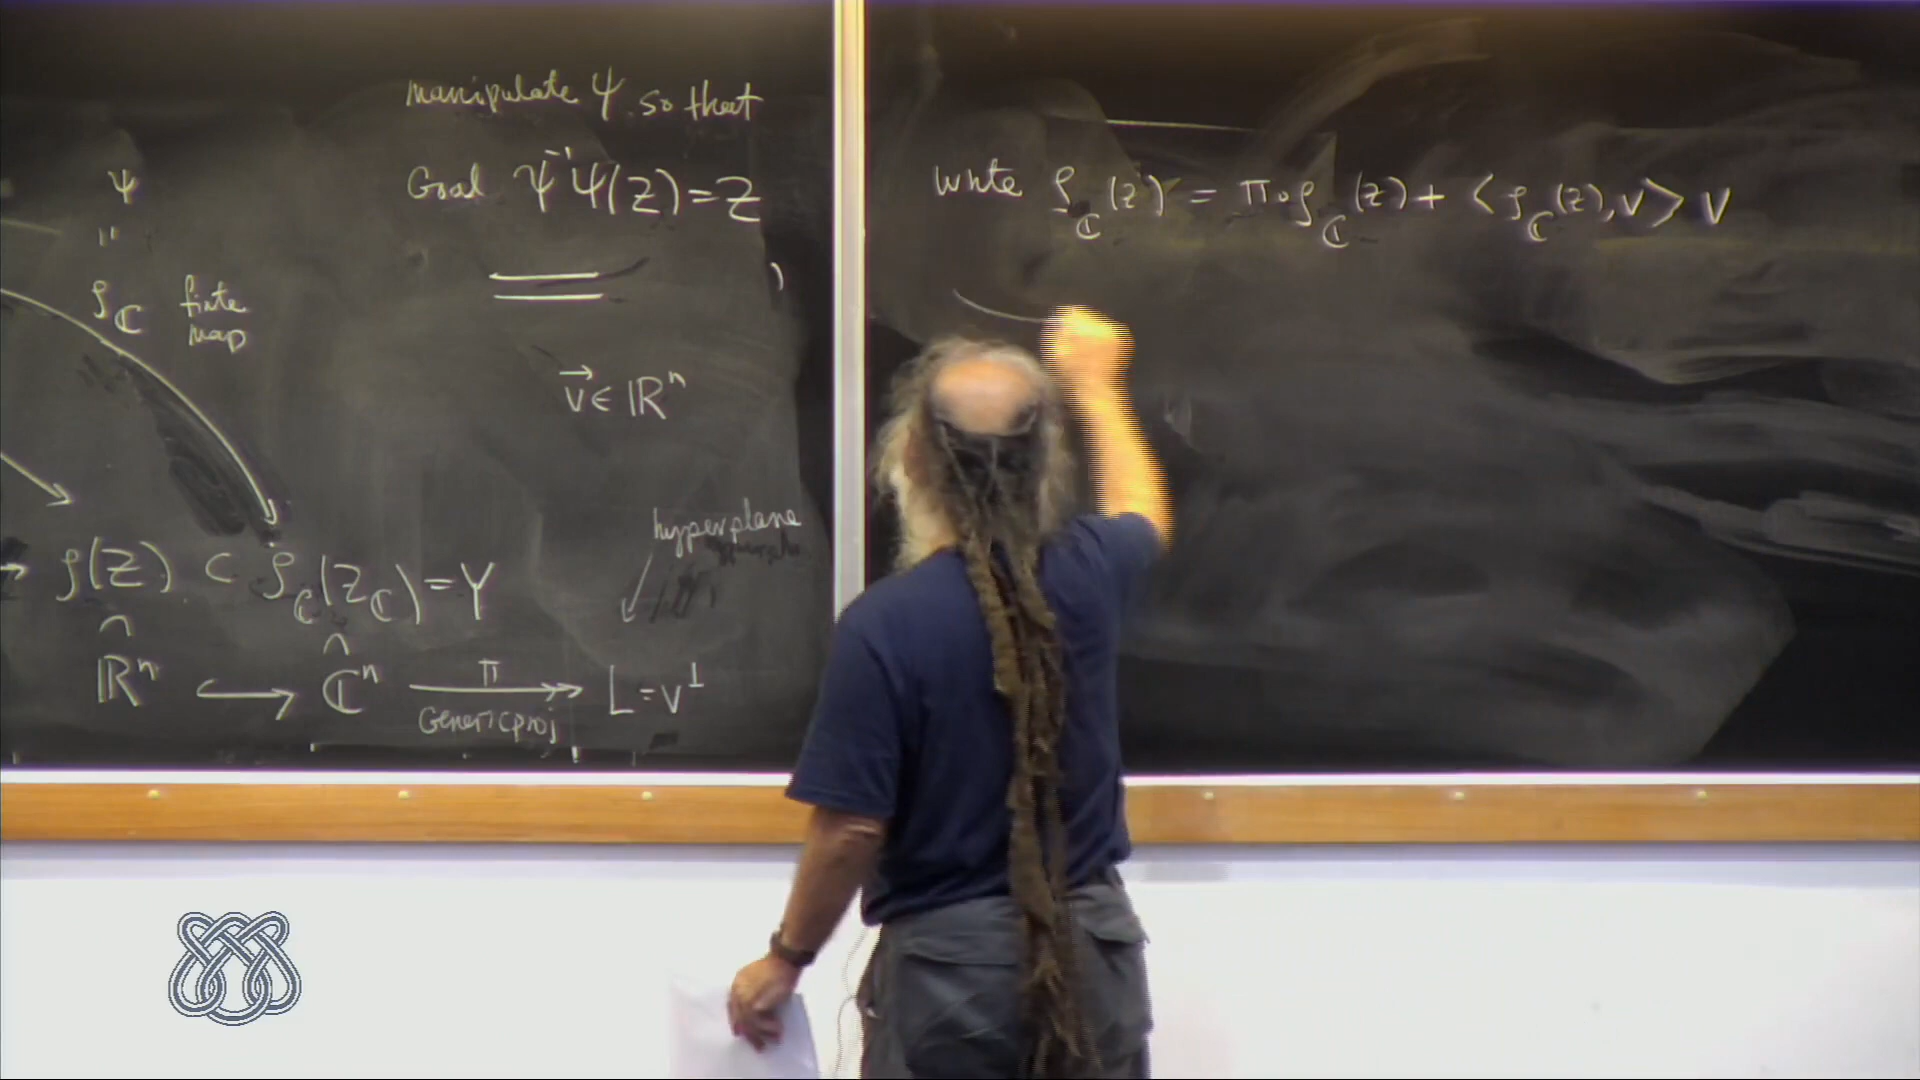 manipulate Ψ so that
Goal Ψ⁻¹Ψ(Z)=Z
Ψ
"
ρ_ℂ finite
map
v⃗ ∈ ℝⁿ
hyperplane
→ ρ(Z) ⊂ ρ_ℂ(Z_ℂ)=Y
∩ ∩
ℝⁿ ↪ ℂⁿ π ↠ L=v⊥
Generic proj
write ρ_ℂ(z) = π∘ρ_ℂ(z) + <ρ_ℂ(z), v> v